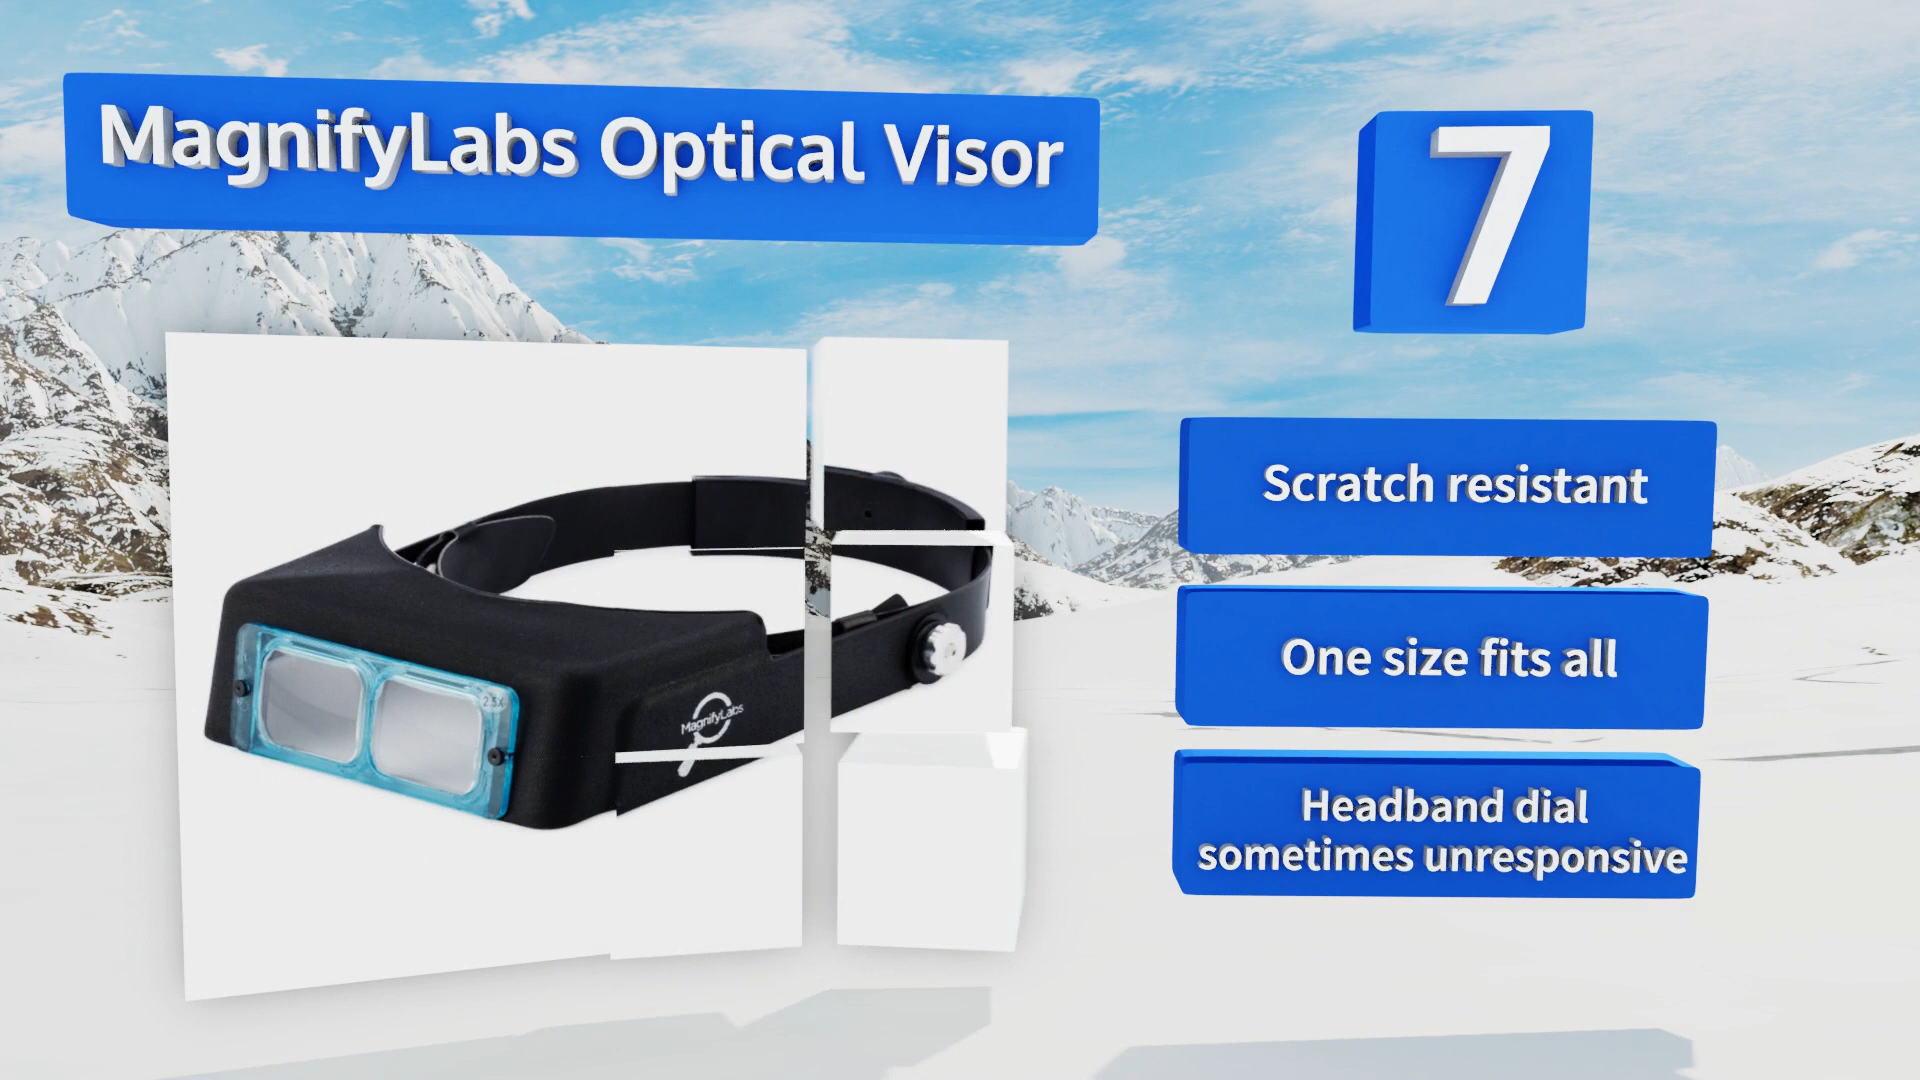 MagnifyLabs Optical Visor
7
Scratch resistant
One size fits all
Headband dial
sometimes unresponsive
2.5X
MagnifyLabs